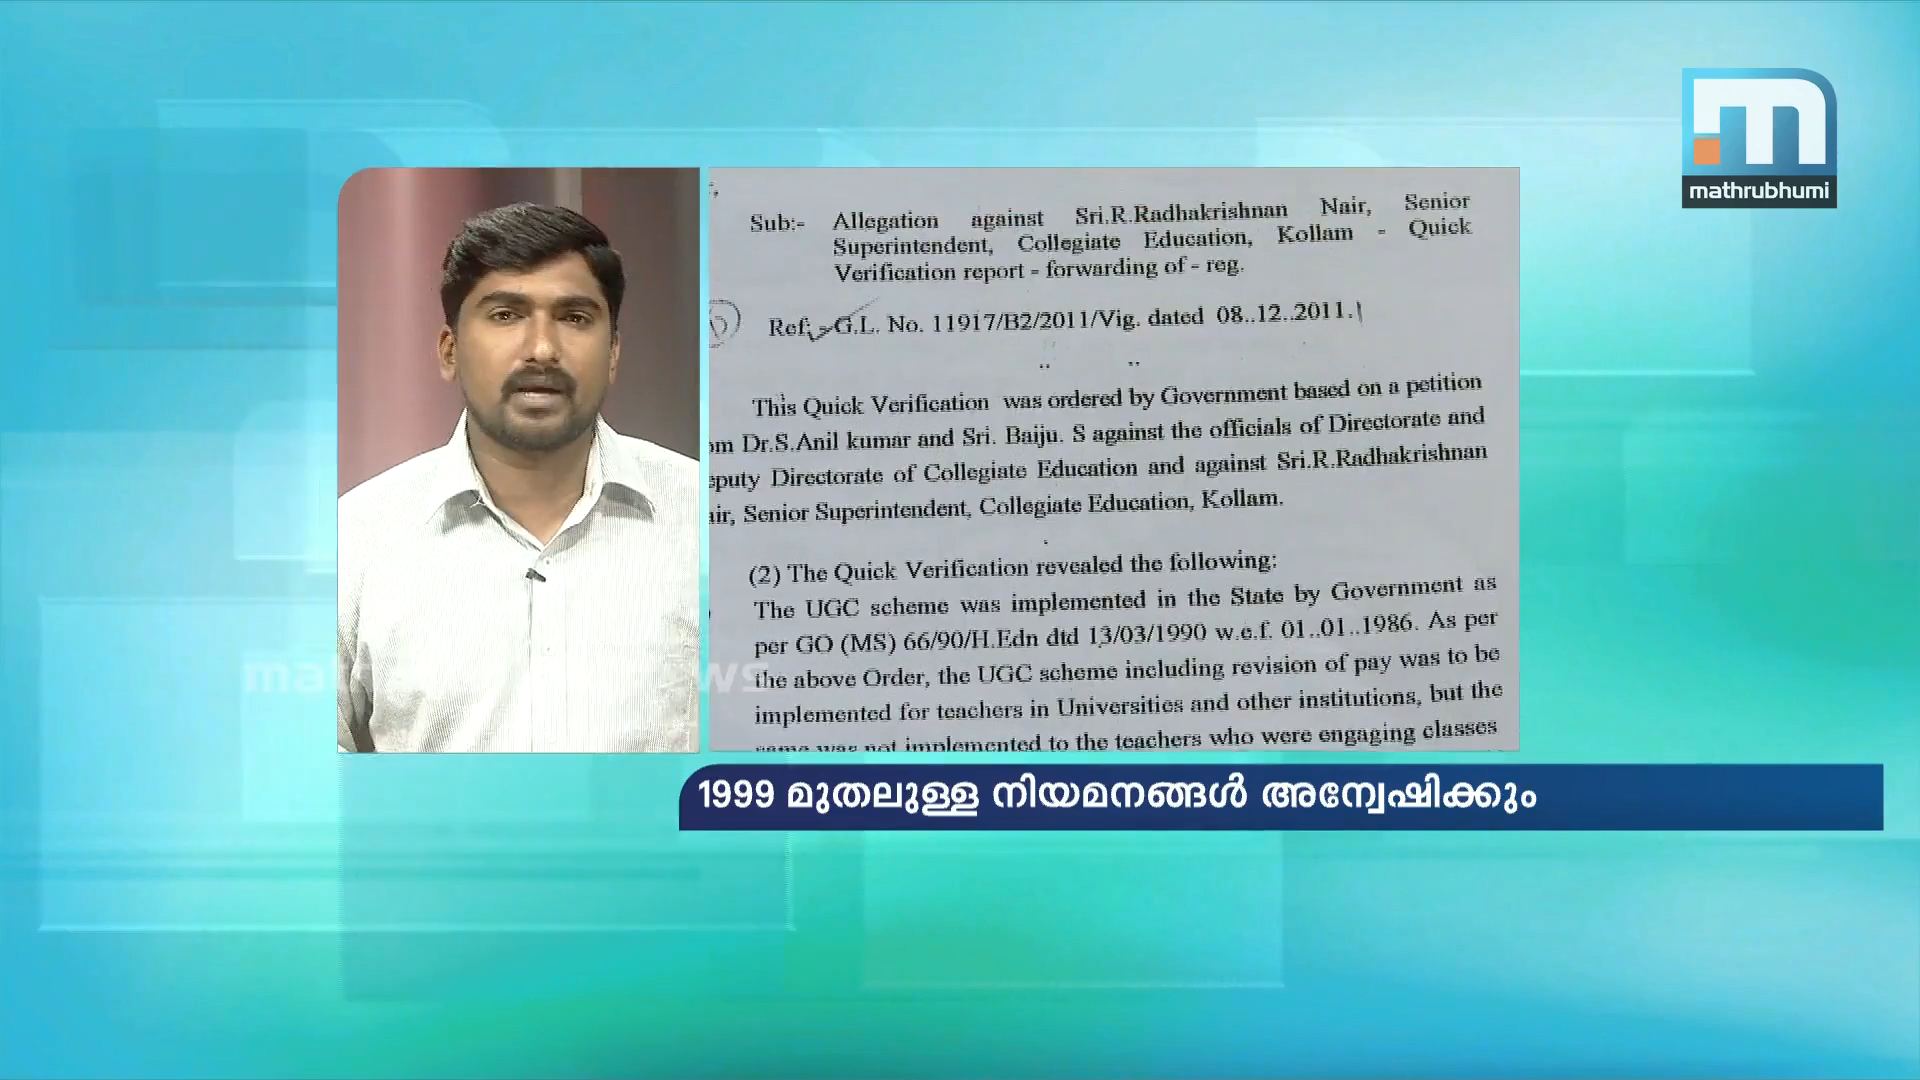 mathrubhumi
Sub:- Allegation against Sri.R.Radhakrishnan Nair, Senior
Superintendent, Collegiate Education, Kollam - Quick
Verification report - forwarding of - reg.
Ref:- G.L. No. 11917/B2/2011/Vig. dated 08..12..2011.
This Quick Verification was ordered by Government based on a petition
om Dr.S.Anil kumar and Sri. Baiju. S against the officials of Directorate and
eputy Directorate of Collegiate Education and against Sri.R.Radhakrishnan
air, Senior Superintendent, Collegiate Education, Kollam.
(2) The Quick Verification revealed the following:
The UGC scheme was implemented in the State by Government as
per GO (MS) 66/90/H.Edn dtd 13/03/1990 w.e.f. 01..01..1986. As per
the above Order, the UGC scheme including revision of pay was to be
implemented for teachers in Universities and other institutions, but the
same was not implemented to the teachers who were engaging classes
1999 മുതലുള്ള നിയമനങ്ങൾ അന്വേഷിക്കും